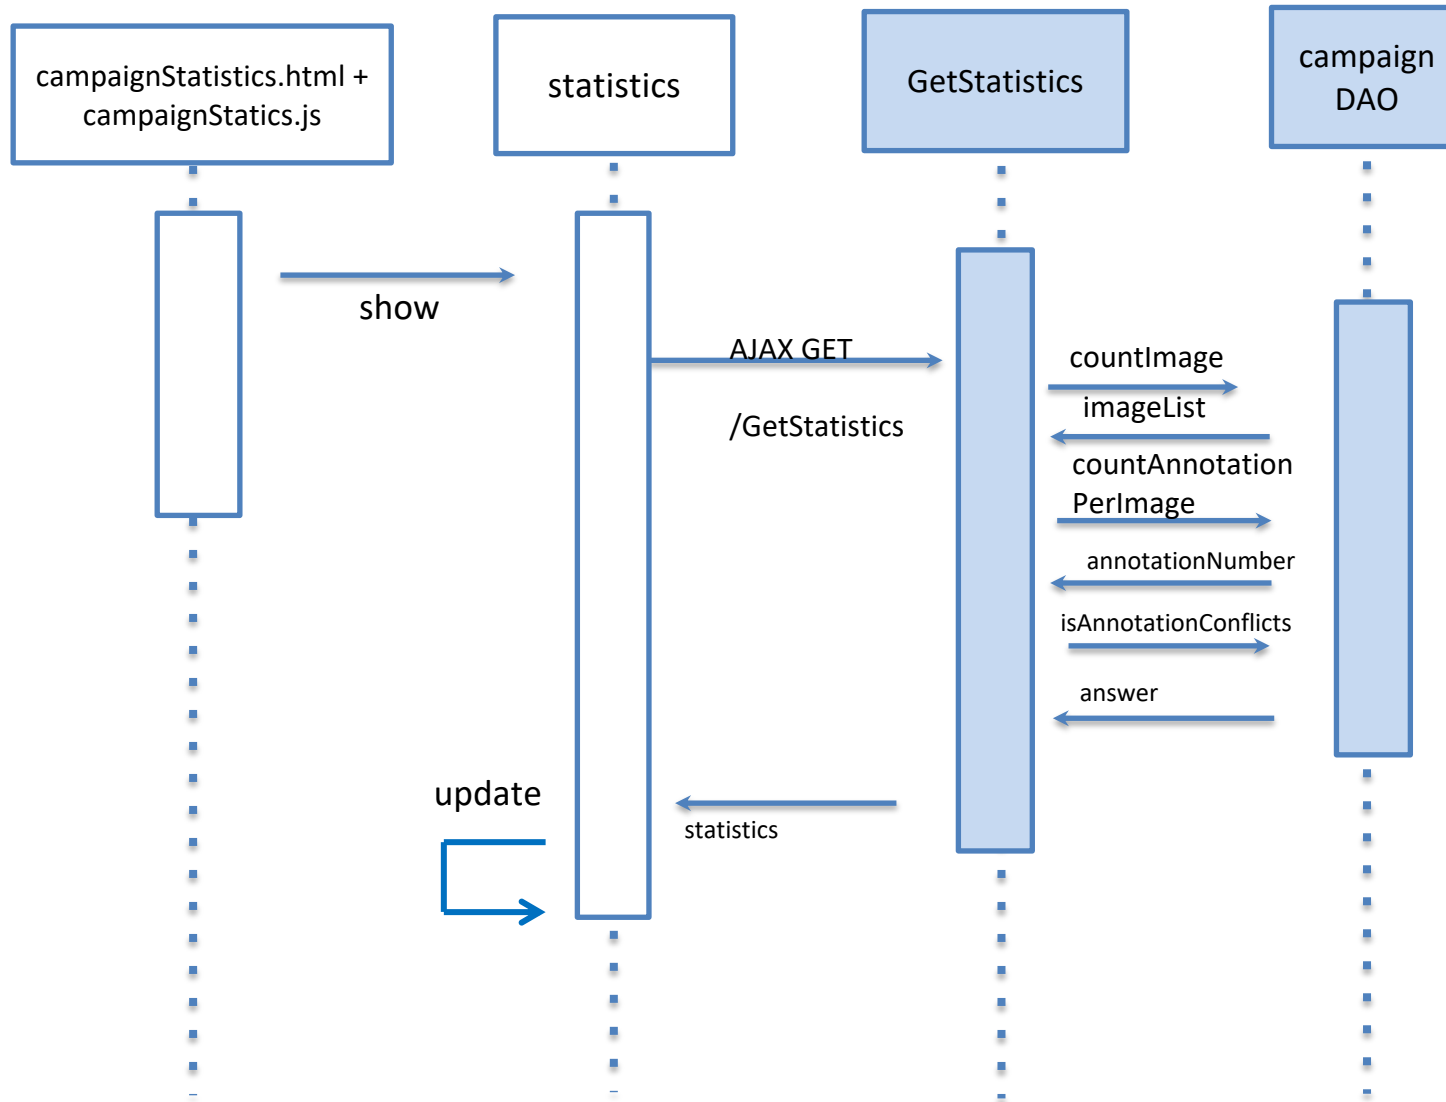 campaignStatistics.html +
campaignStatics.js
statistics
GetStatistics
campaign
DAO
show
AJAX GET
/GetStatistics
countImage
imageList
countAnnotation
PerImage
annotationNumber
isAnnotationConflicts
answer
statistics
update